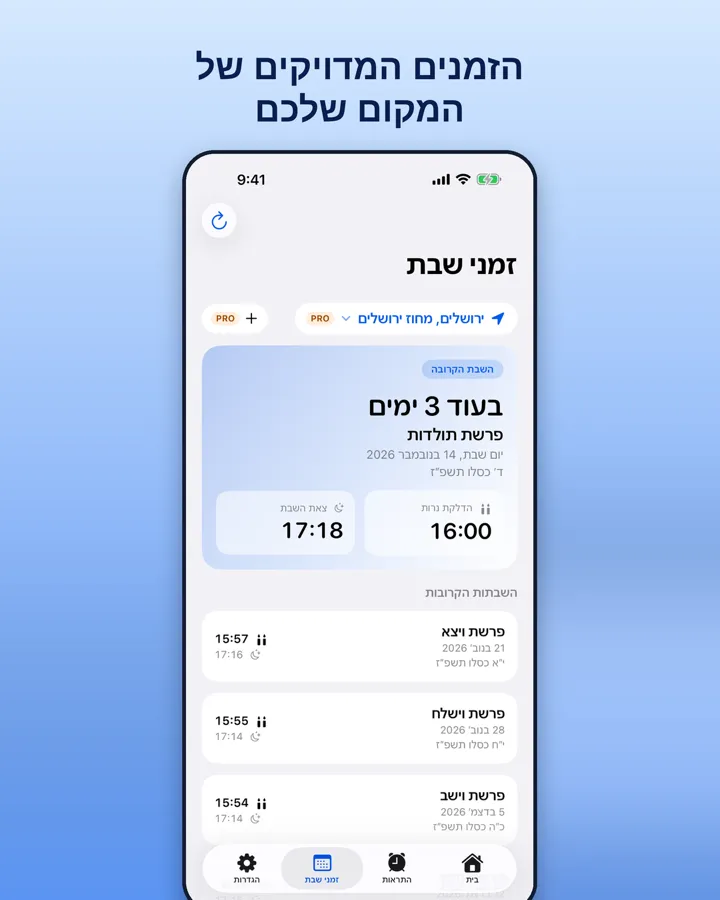 הזמנים המדויקים של
המקום שלכם
9:41
זמני שבת
ירושלים, מחוז ירושלים PRO
+ PRO
השבת הקרובה
בעוד 3 ימים
פרשת תולדות
יום שבת, 14 בנובמבר 2026
ד׳ כסלו תשפ״ז
הדלקת נרות
16:00
צאת השבת
17:18
השבתות הקרובות
פרשת ויצא
21 בנוב׳ 2026
י״א כסלו תשפ״ז
15:57
17:16
פרשת וישלח
28 בנוב׳ 2026
י״ח כסלו תשפ״ז
15:55
17:14
פרשת וישב
5 בדצמ׳ 2026
כ״ה כסלו תשפ״ז
15:54
17:14
בית
התראות
זמני שבת
הגדרות